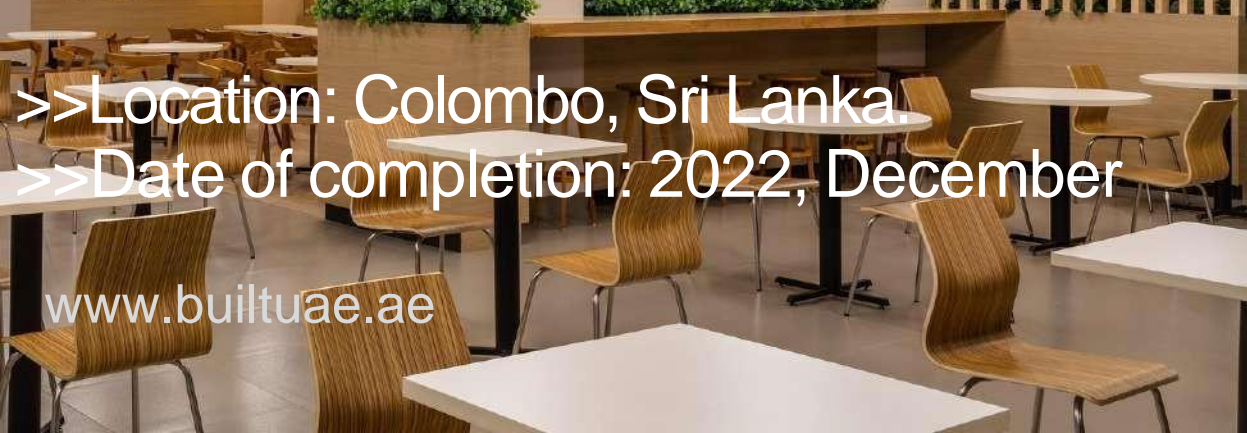 >>Location: Colombo, Sri Lanka.
>>Date of completion: 2022, December
www.builtuae.ae